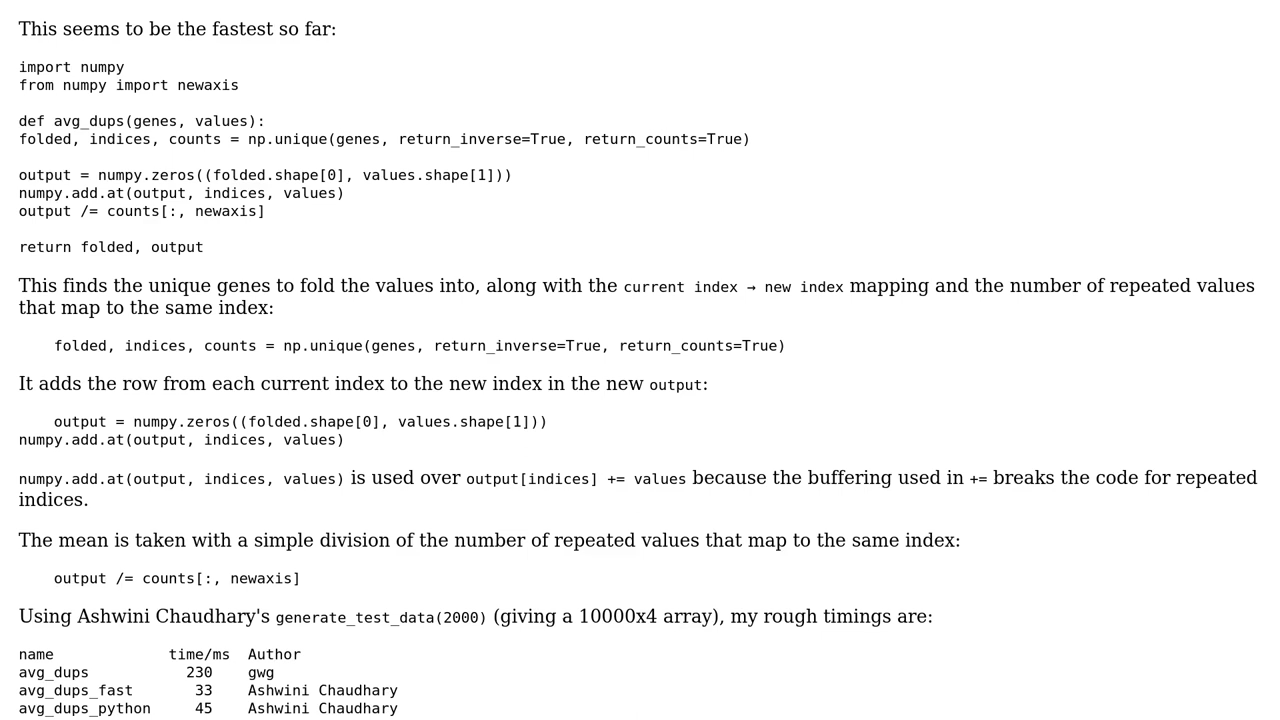 This seems to be the fastest so far:
import numpy
from numpy import newaxis
def avg_dups(genes, values):
folded, indices, counts = np.unique(genes, return_inverse=True, return_counts=True)
output = numpy.zeros((folded.shape[0], values.shape[1]))
numpy.add.at(output, indices, values)
output /= counts[:, newaxis]
return folded, output
This finds the unique genes to fold the values into, along with the current index → new index mapping and the number of repeated values
that map to the same index:
folded, indices, counts = np.unique(genes, return_inverse=True, return_counts=True)
It adds the row from each current index to the new index in the new output:
output = numpy.zeros((folded.shape[0], values.shape[1]))
numpy.add.at(output, indices, values)
numpy.add.at(output, indices, values) is used over output[indices] += values because the buffering used in += breaks the code for repeated
indices.
The mean is taken with a simple division of the number of repeated values that map to the same index:
output /= counts[:, newaxis]
Using Ashwini Chaudhary's generate_test_data(2000) (giving a 10000x4 array), my rough timings are:
name time/ms Author
avg_dups 230 gwg
avg_dups_fast 33 Ashwini Chaudhary
avg_dups_python 45 Ashwini Chaudhary